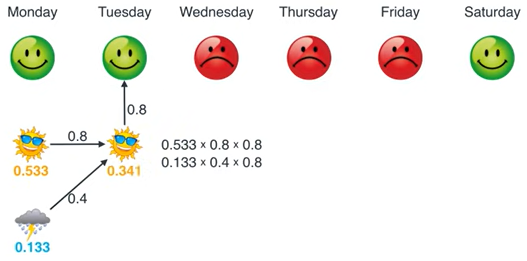 Monday Tuesday Wednesday Thursday Friday Saturday
0.8
0.8
0.533 x 0.8 x 0.8
0.133 x 0.4 x 0.8
0.533 0.341
0.4
0.133